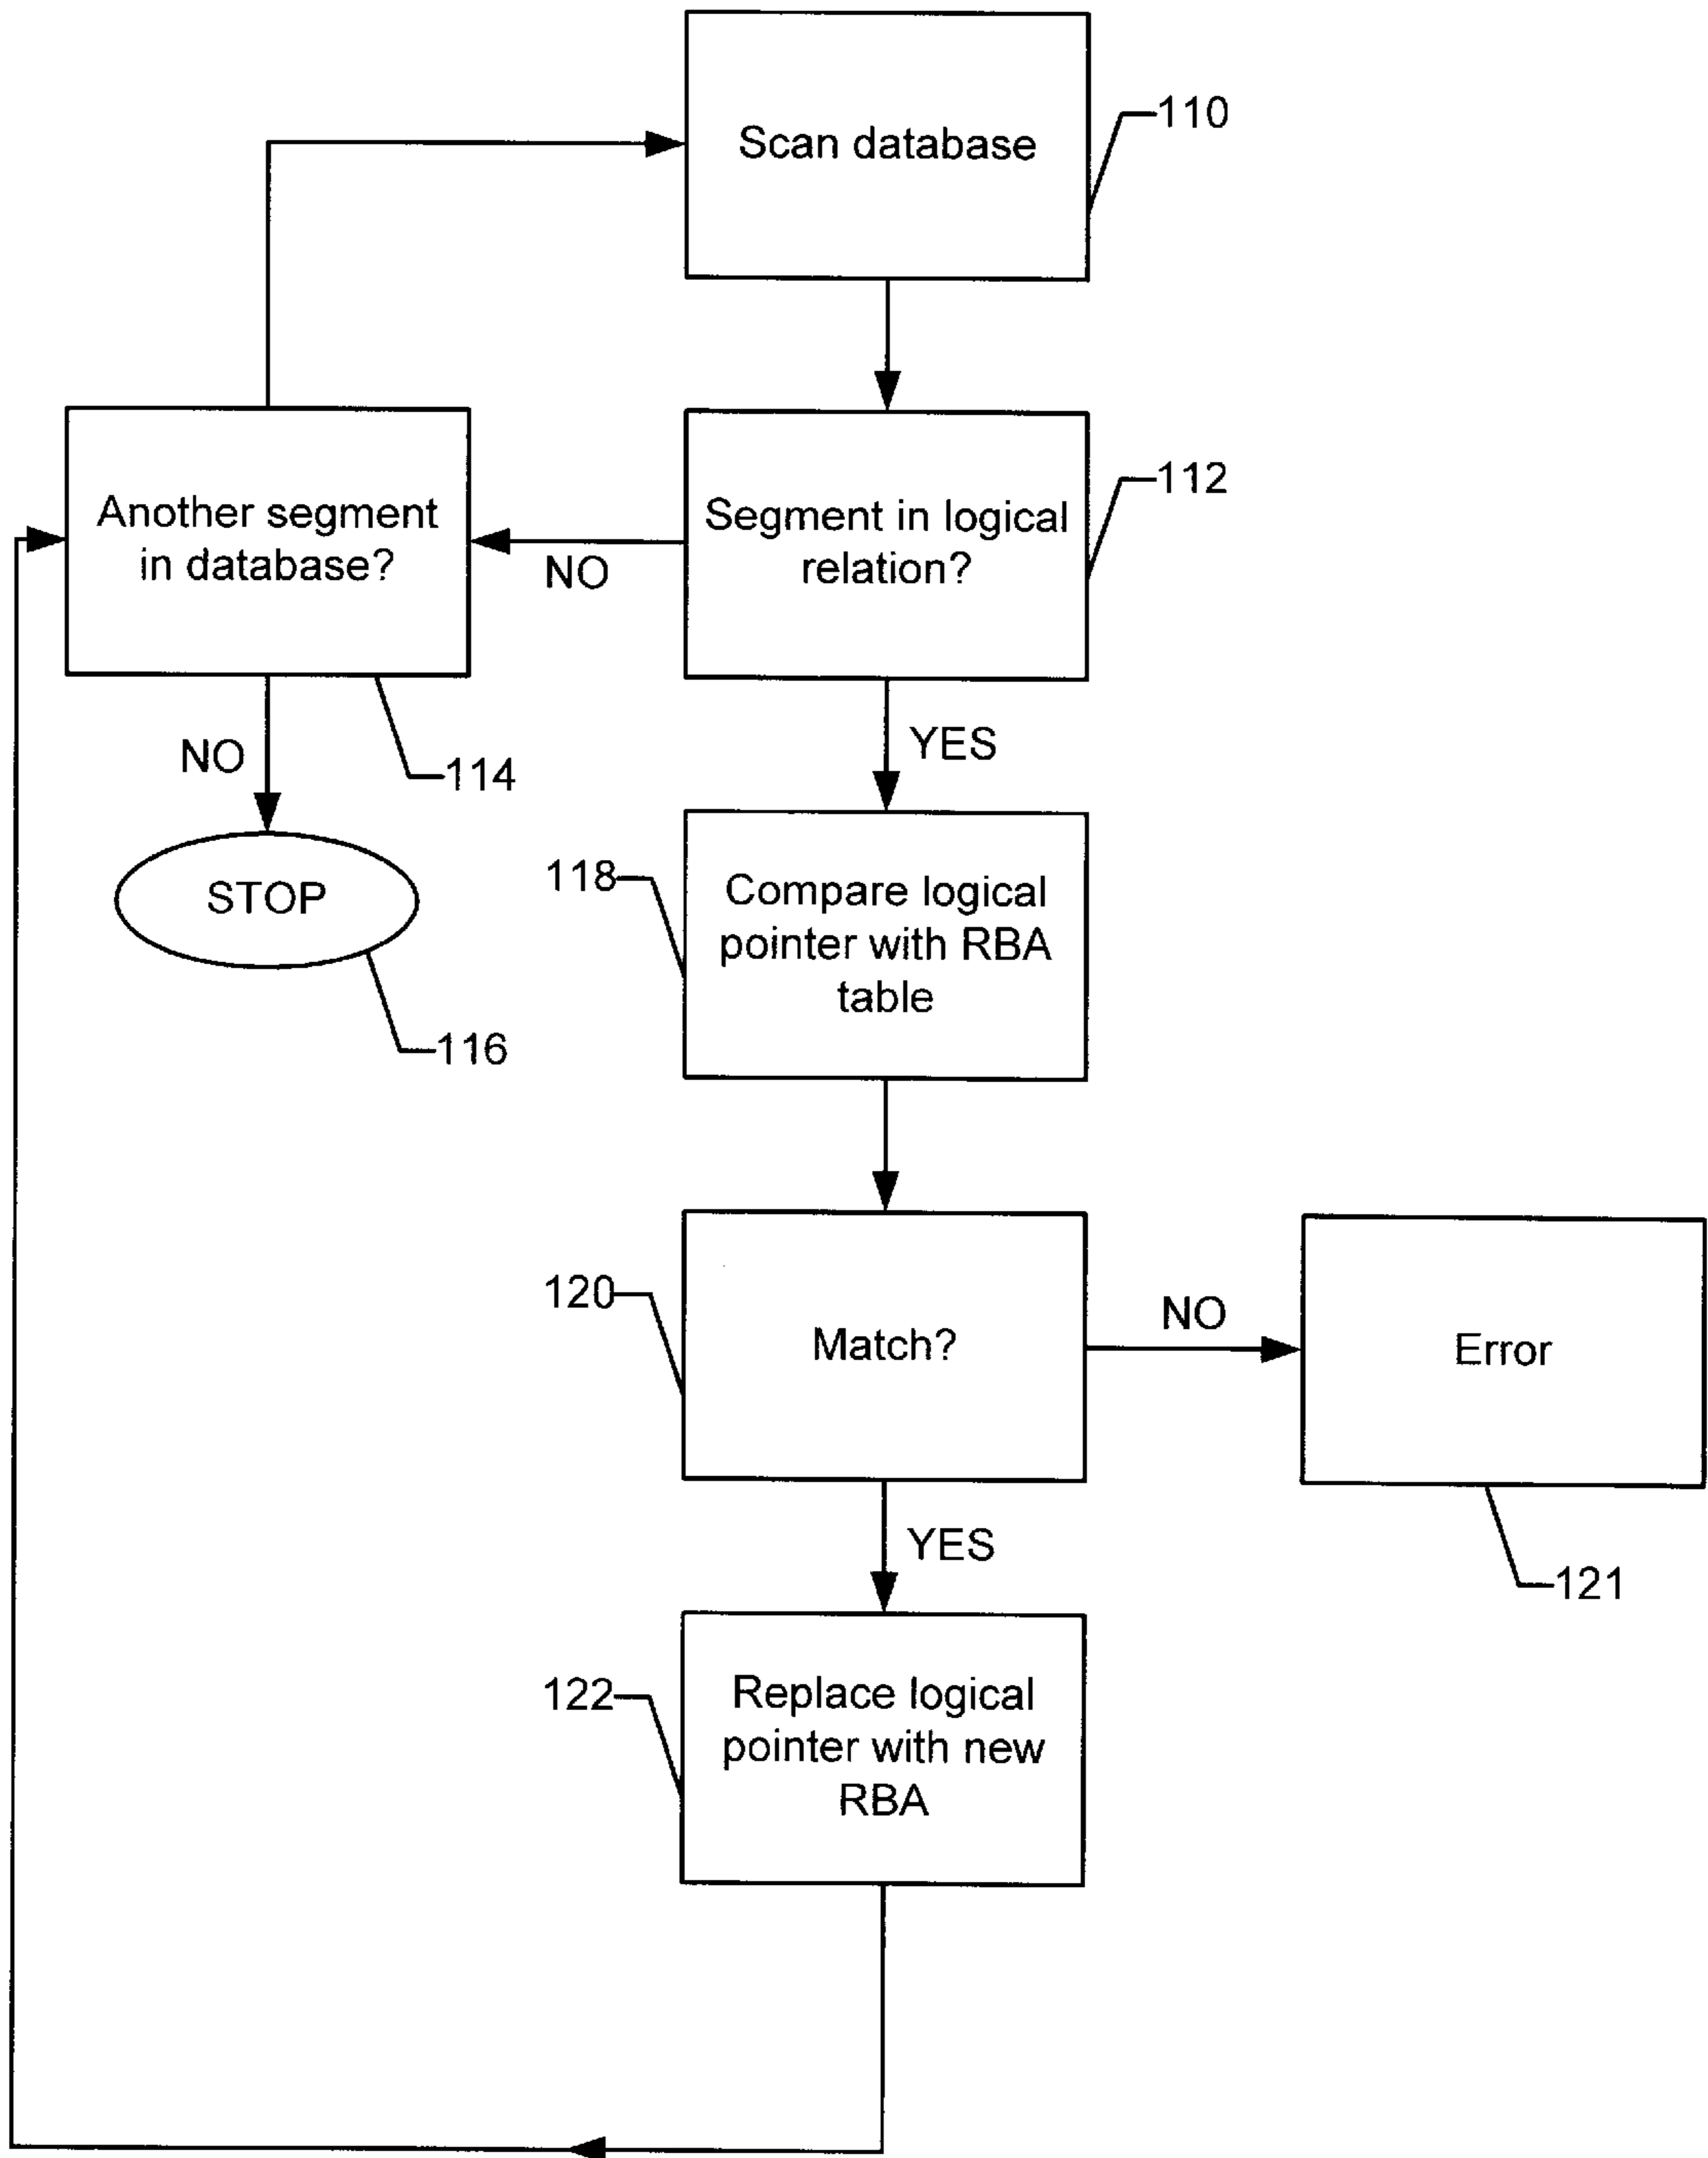 Scan database
110
Another segment
in database?
NO
Segment in logical
relation?
112
NO
114
YES
STOP
116
118
Compare logical
pointer with RBA
table
120
Match?
NO
Error
121
YES
122
Replace logical
pointer with new
RBA